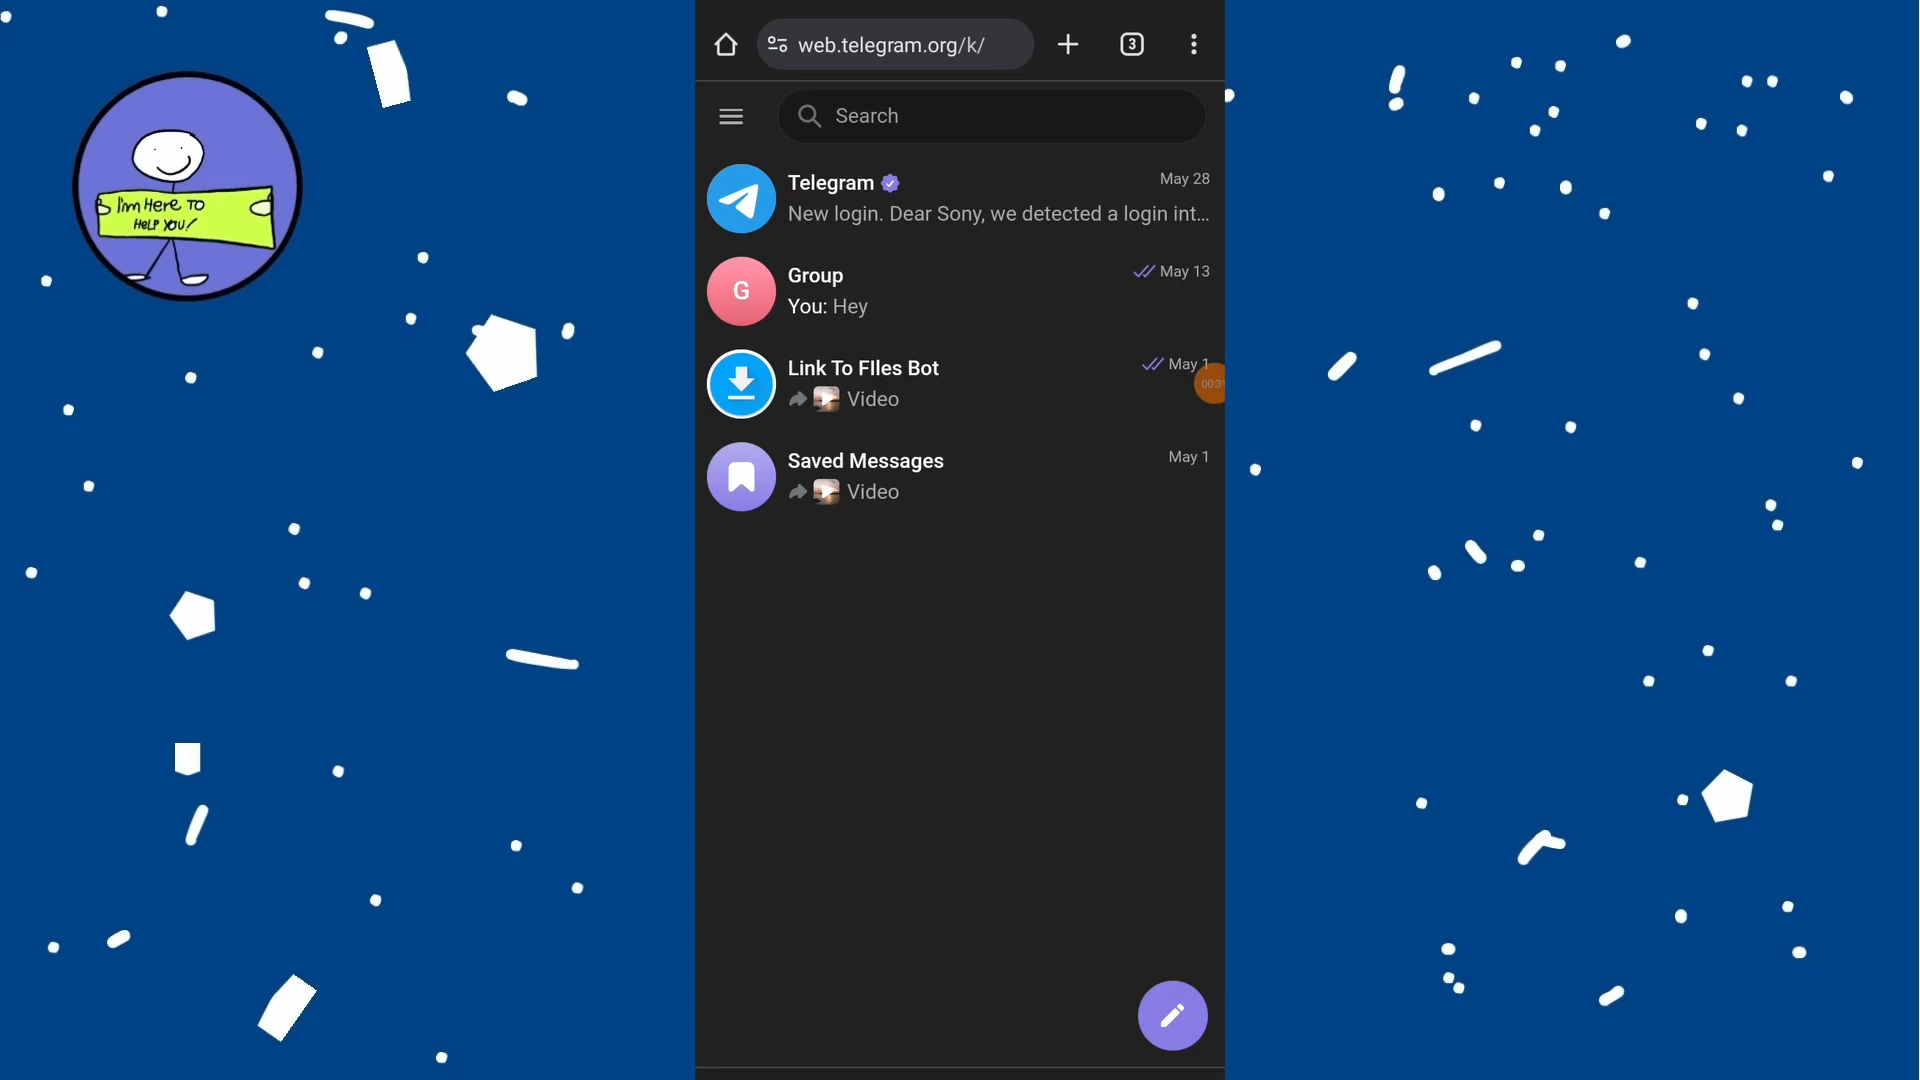 I'm HERE TO
HELP YOU!
web.telegram.org/k/
3
Search
Telegram
May 28
New login. Dear Sony, we detected a login int...
Group
May 13
G
You: Hey
Link To FIles Bot
May 1
Video
Saved Messages
May 1
Video